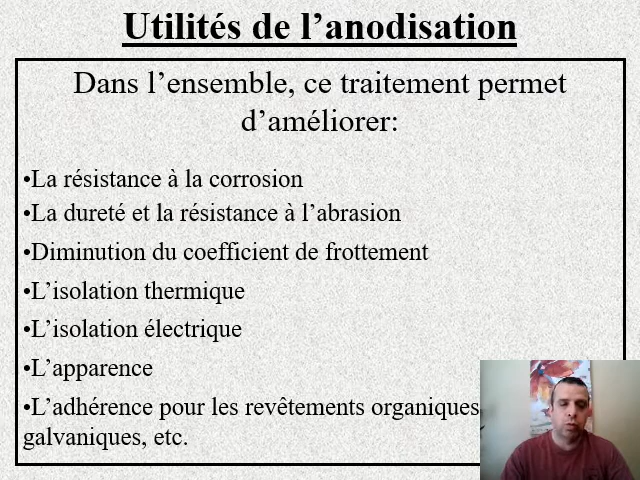 Utilités de l’anodisation
Dans l’ensemble, ce traitement permet
d’améliorer:
•La résistance à la corrosion
•La dureté et la résistance à l’abrasion
•Diminution du coefficient de frottement
•L’isolation thermique
•L’isolation électrique
•L’apparence
•L’adhérence pour les revêtements organiques
galvaniques, etc.